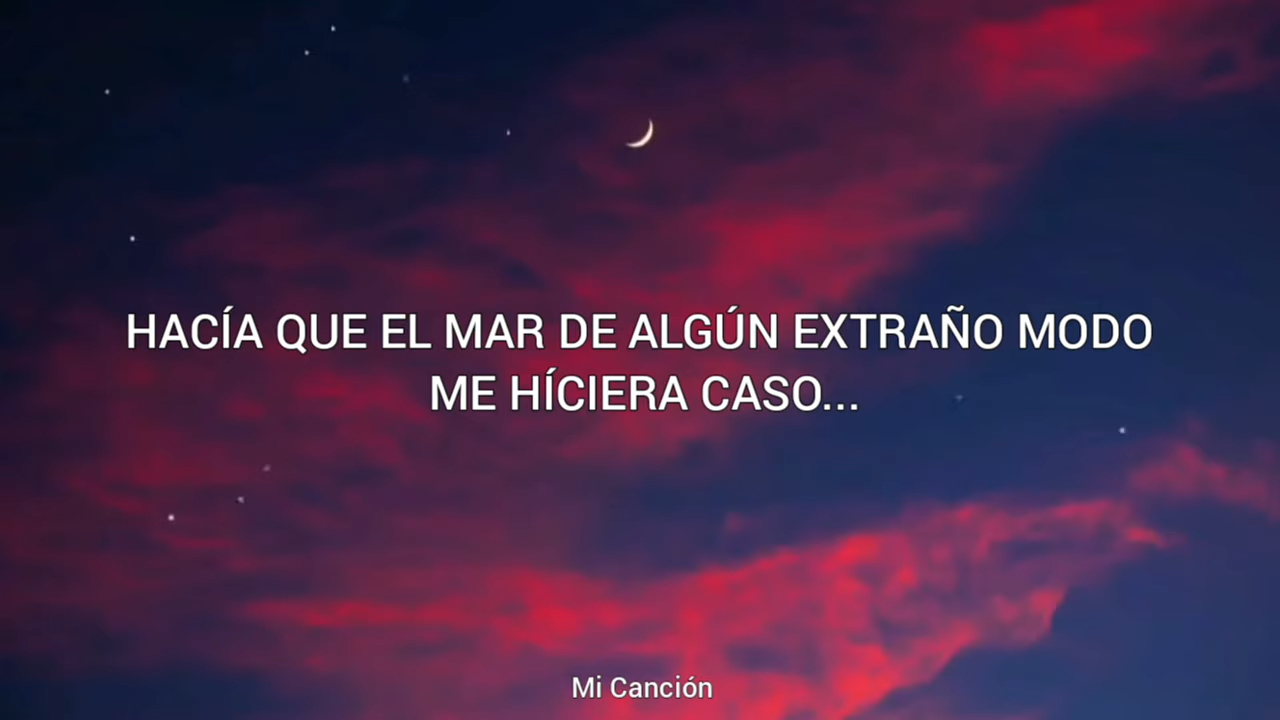 HACÍA QUE EL MAR DE ALGÚN EXTRAÑO MODO
ME HÍCIERA CASO...
Mi Canción